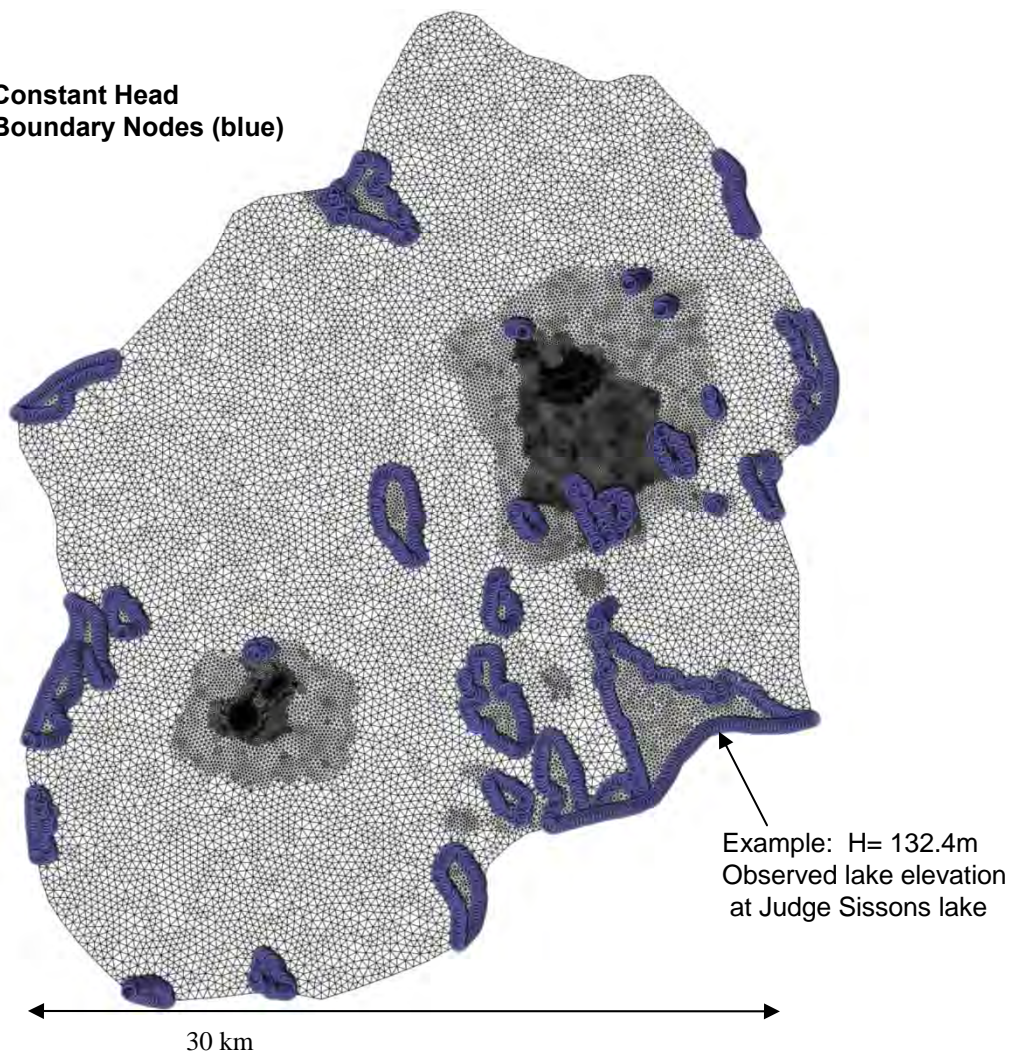 Constant Head
Boundary Nodes (blue)
Example: H= 132.4m
Observed lake elevation
at Judge Sissons lake
30 km